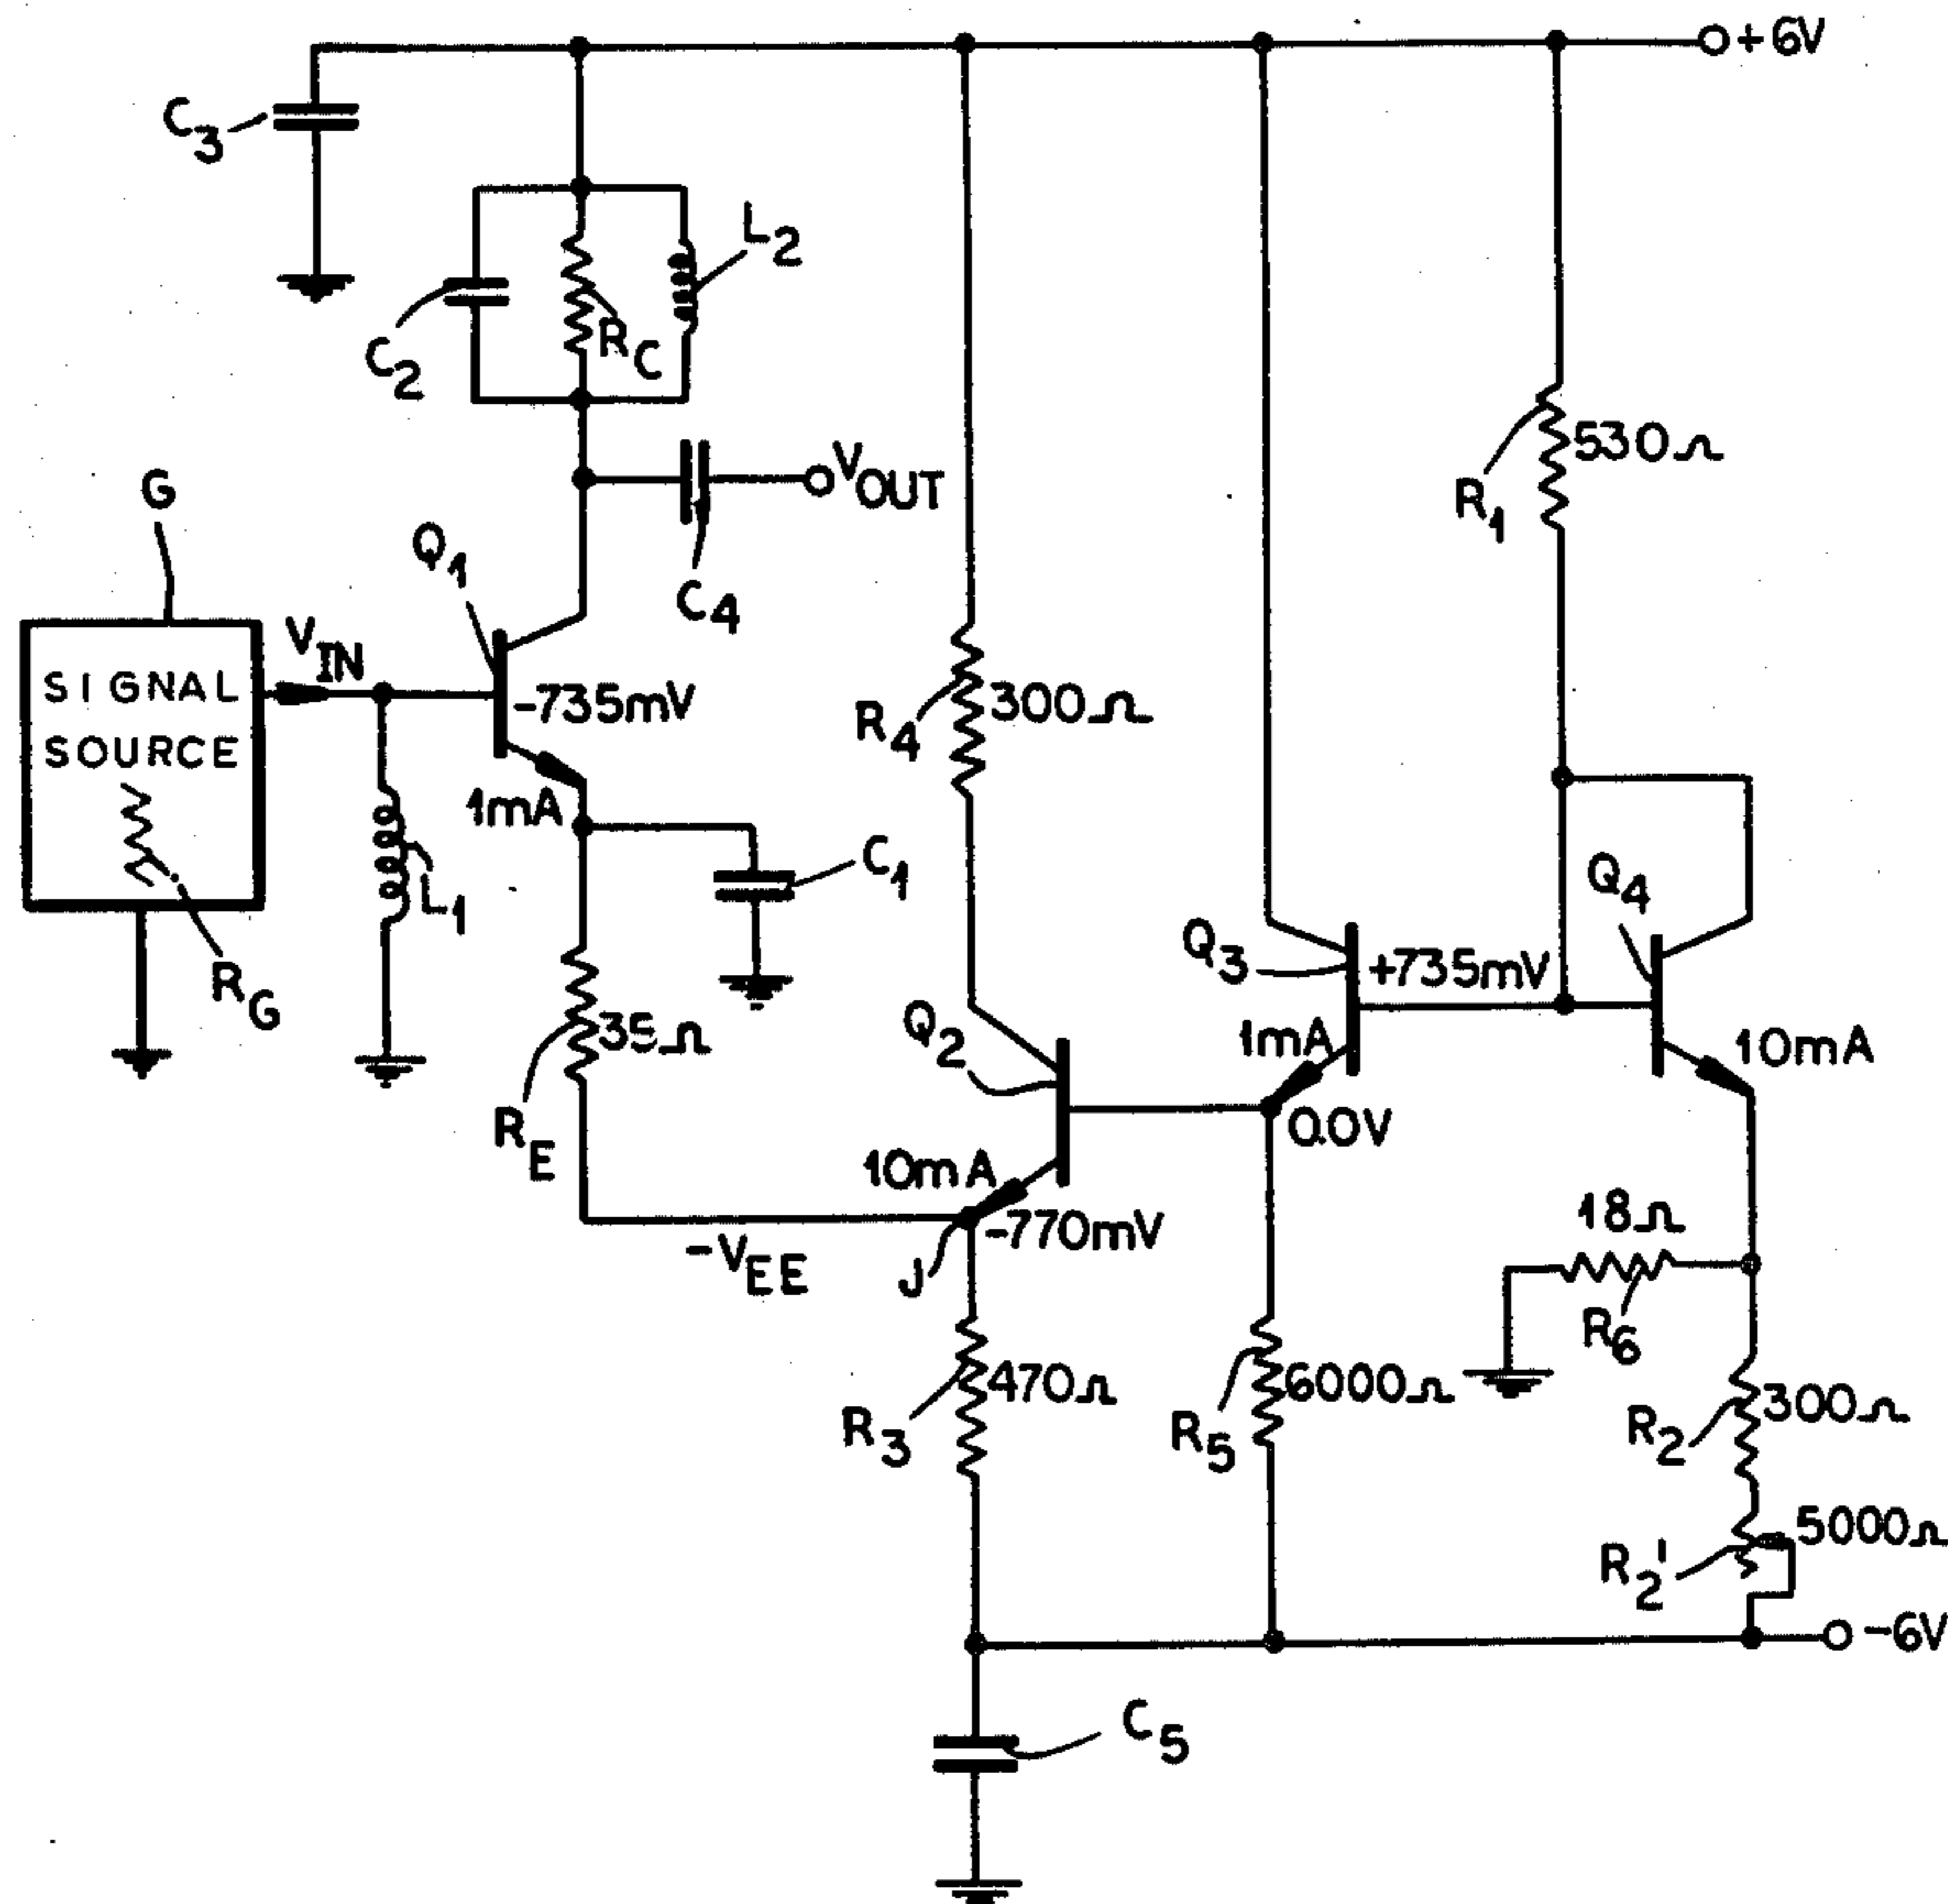 +6V
C3
L2
RC
C2
530Ω
R1
G
VOUT
Q1
C4
VIN
SIGNAL
SOURCE
-735mV
R4
300Ω
1mA
C1
Q4
L1
RG
Q3
+735mV
35Ω
Q2
1mA
10mA
RE
0.0V
10mA
18Ω
-770mV
-VEE
J
R6
470Ω
6000Ω
R2
300Ω
R3
R5
5000Ω
R2'
-6V
C5